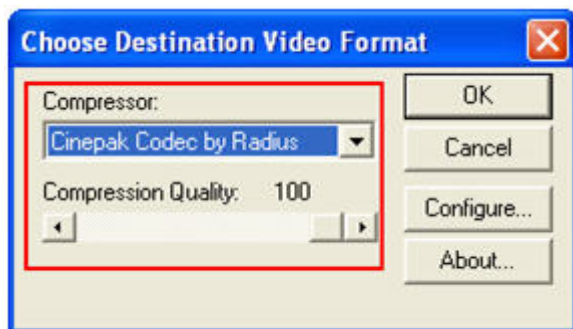 Choose Destination Video Format
Compressor:
Cinepak Codec by Radius
Compression Quality: 100
OK
Cancel
Configure...
About...